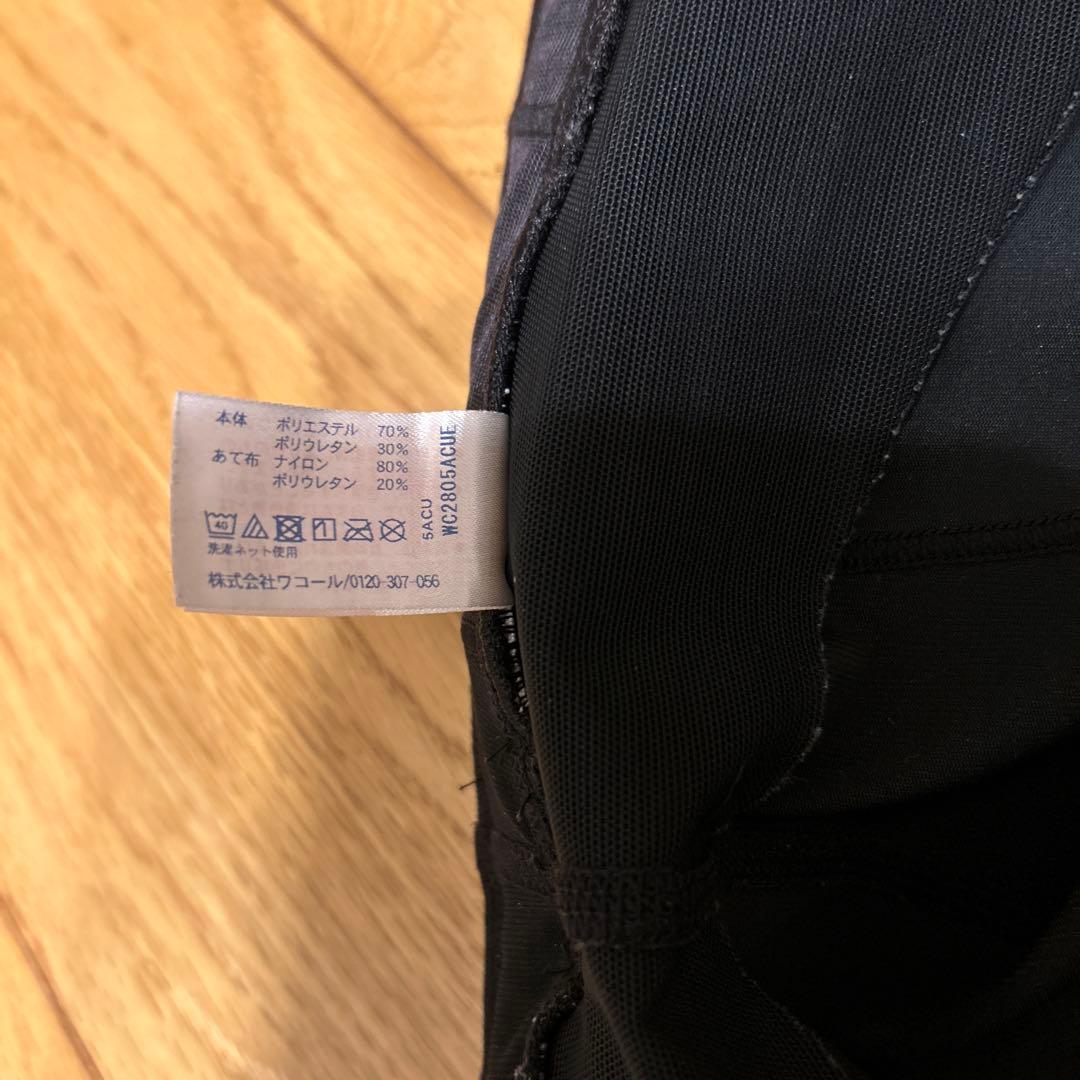 本体 ポリエステル 70%
ポリウレタン 30%
あて布 ナイロン 80%
ポリウレタン 20%
40
洗濯ネット使用
株式会社ワコール/0120-307-056
5ACU
WC2805ACUE